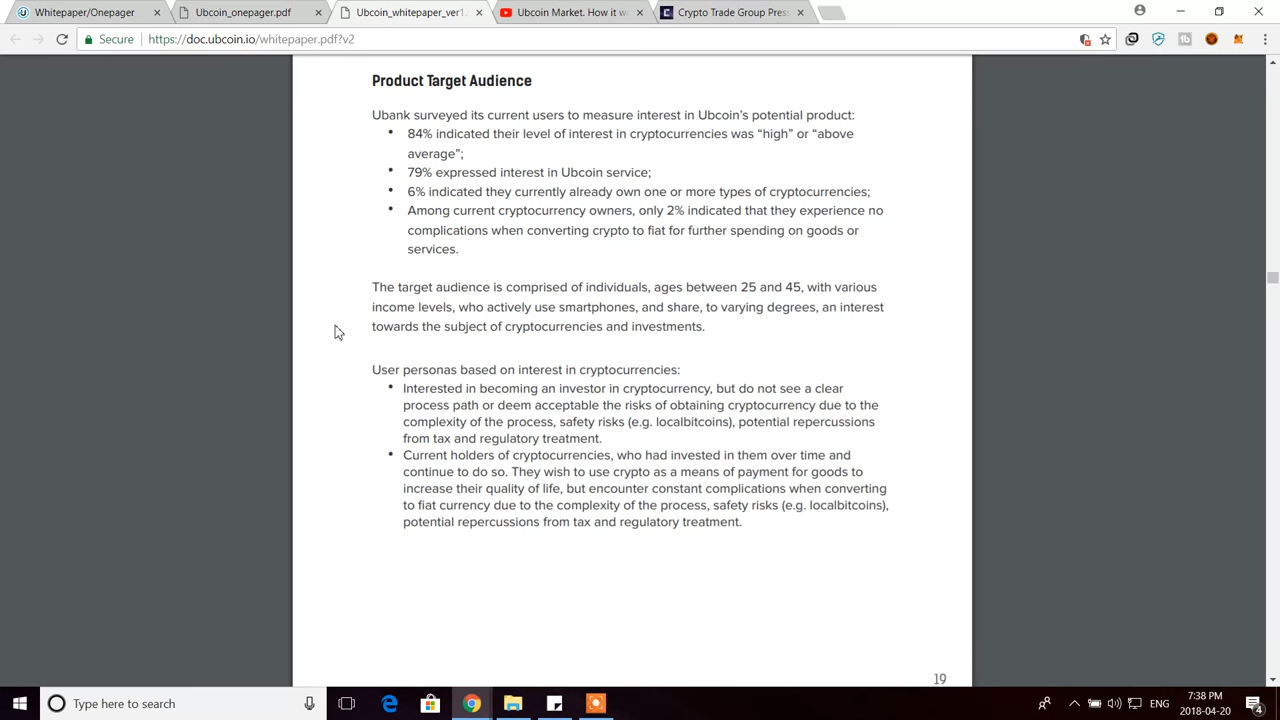 Whitepaper/Onepager
Ubcoin_onepager.pdf
Ubcoin_whitepaper_ver1.
Ubcoin Market. How it w
Crypto Trade Group Press
Secure
https://doc.ubcoin.io/whitepaper.pdf?v2
Product Target Audience
Ubank surveyed its current users to measure interest in Ubcoin's potential product:
• 84% indicated their level of interest in cryptocurrencies was “high” or “above
average”;
• 79% expressed interest in Ubcoin service;
• 6% indicated they currently already own one or more types of cryptocurrencies;
• Among current cryptocurrency owners, only 2% indicated that they experience no
complications when converting crypto to fiat for further spending on goods or
services.
The target audience is comprised of individuals, ages between 25 and 45, with various
income levels, who actively use smartphones, and share, to varying degrees, an interest
towards the subject of cryptocurrencies and investments.
User personas based on interest in cryptocurrencies:
• Interested in becoming an investor in cryptocurrency, but do not see a clear
process path or deem acceptable the risks of obtaining cryptocurrency due to the
complexity of the process, safety risks (e.g. localbitcoins), potential repercussions
from tax and regulatory treatment.
• Current holders of cryptocurrencies, who had invested in them over time and
continue to do so. They wish to use crypto as a means of payment for goods to
increase their quality of life, but encounter constant complications when converting
to fiat currency due to the complexity of the process, safety risks (e.g. localbitcoins),
potential repercussions from tax and regulatory treatment.
19
Type here to search
ENG
7:38 PM
2018-04-20
4